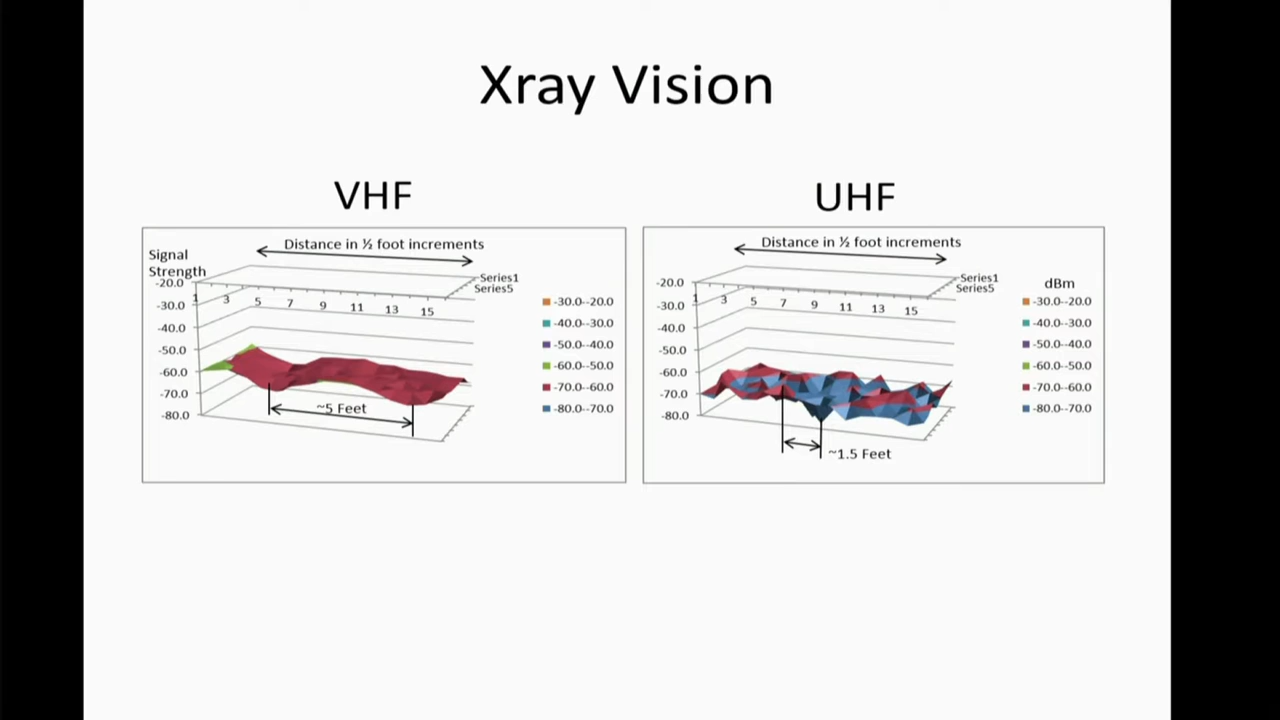 Xray Vision
VHF
Signal
Strength
Distance in ½ foot increments
Series1
Series5
-20.0
-30.0
-40.0
-50.0
-60.0
-70.0
-80.0
1 3 5 7 9 11 13 15
~5 Feet
-30.0--20.0
-40.0--30.0
-50.0--40.0
-60.0--50.0
-70.0--60.0
-80.0--70.0
UHF
Distance in ½ foot increments
Series1
Series5
-20.0
-30.0
-40.0
-50.0
-60.0
-70.0
-80.0
1 3 5 7 9 11 13 15
~1.5 Feet
dBm
-30.0--20.0
-40.0--30.0
-50.0--40.0
-60.0--50.0
-70.0--60.0
-80.0--70.0